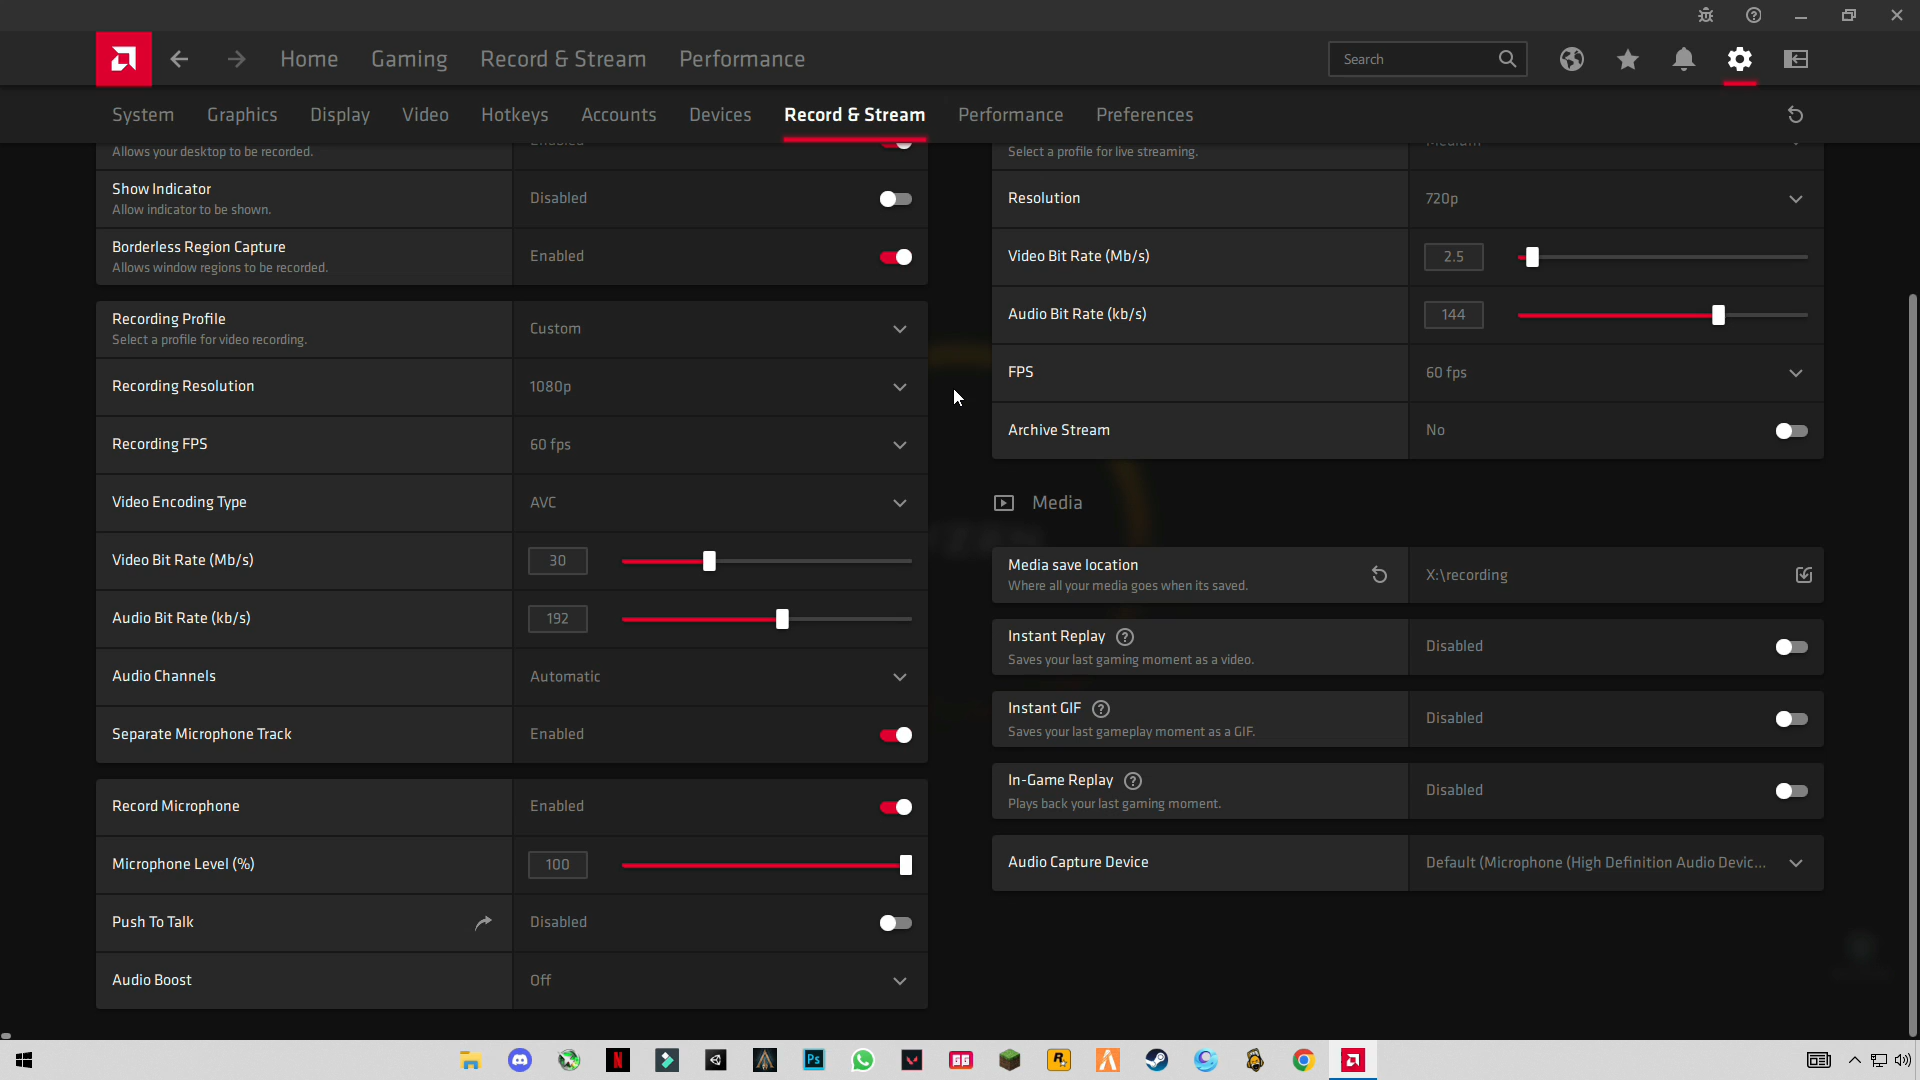 Home
Gaming
Record & Stream
Performance
Search
System
Graphics
Display
Video
Hotkeys
Accounts
Devices
Record & Stream
Performance
Preferences
Allows your desktop to be recorded.
Enabled
Show Indicator
Allow indicator to be shown.
Disabled
Borderless Region Capture
Allows window regions to be recorded.
Enabled
Recording Profile
Select a profile for video recording.
Custom
Recording Resolution
1080p
Recording FPS
60 fps
Video Encoding Type
AVC
Video Bit Rate (Mb/s)
30
Audio Bit Rate (kb/s)
192
Audio Channels
Automatic
Separate Microphone Track
Enabled
Record Microphone
Enabled
Microphone Level (%)
100
Push To Talk
Disabled
Audio Boost
Off
Select a profile for live streaming.
Medium
Resolution
720p
Video Bit Rate (Mb/s)
2.5
Audio Bit Rate (kb/s)
144
FPS
60 fps
Archive Stream
No
Media
Media save location
Where all your media goes when its saved.
X:\recording
Instant Replay
Saves your last gaming moment as a video.
Disabled
Instant GIF
Saves your last gameplay moment as a GIF.
Disabled
In-Game Replay
Plays back your last gaming moment.
Disabled
Audio Capture Device
Default (Microphone (High Definition Audio Devic...
N
Ps
GG
R